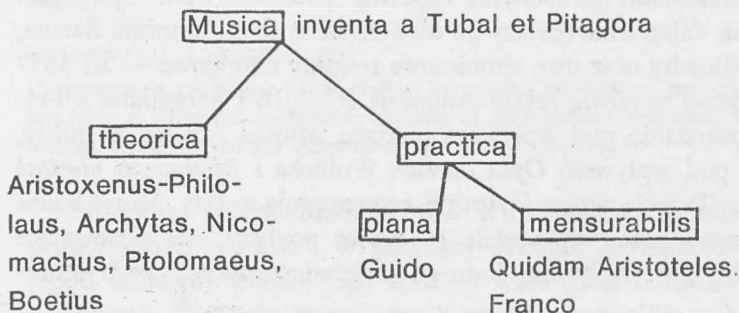 Musica inventa a Tubal et Pitagora
theorica
practica
Aristoxenus-Philo-
laus, Archytas, Nico-
machus, Ptolomaeus,
Boetius
plana
mensurabilis
Guido
Quidam Aristoteles.
Franco